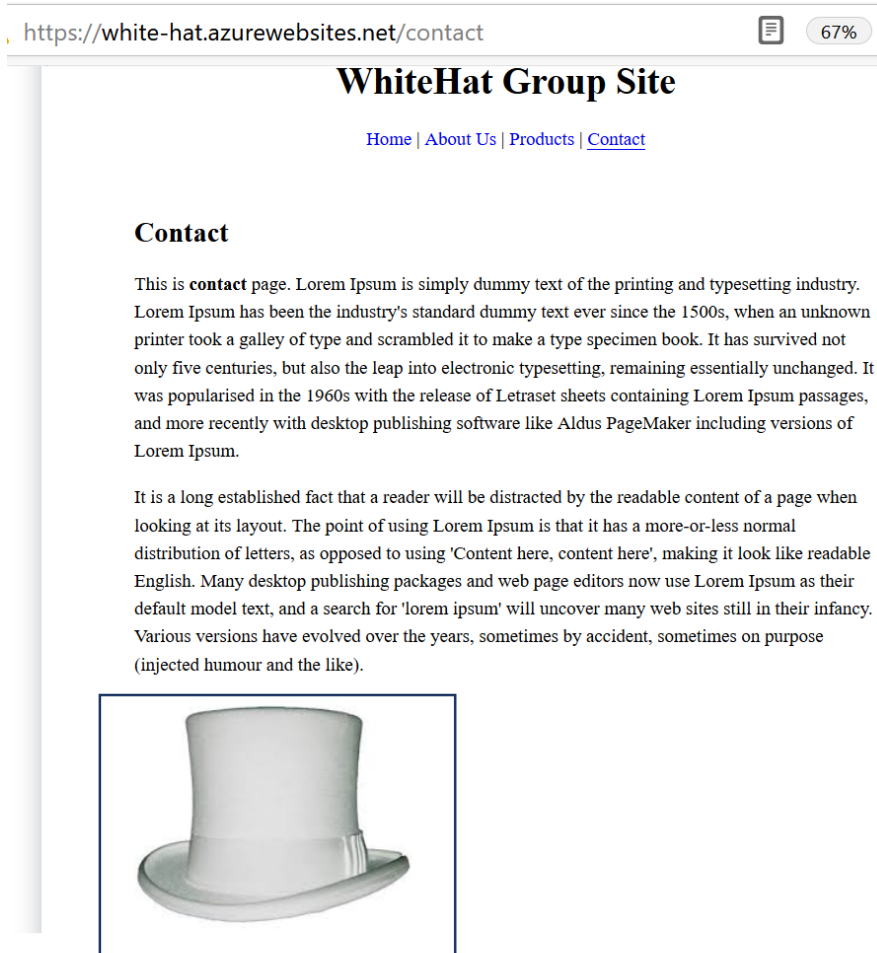 https://white-hat.azurewebsites.net/contact
67%
WhiteHat Group Site
Home | About Us | Products | Contact
Contact
This is contact page. Lorem Ipsum is simply dummy text of the printing and typesetting industry.
Lorem Ipsum has been the industry's standard dummy text ever since the 1500s, when an unknown
printer took a galley of type and scrambled it to make a type specimen book. It has survived not
only five centuries, but also the leap into electronic typesetting, remaining essentially unchanged. It
was popularised in the 1960s with the release of Letraset sheets containing Lorem Ipsum passages,
and more recently with desktop publishing software like Aldus PageMaker including versions of
Lorem Ipsum.
It is a long established fact that a reader will be distracted by the readable content of a page when
looking at its layout. The point of using Lorem Ipsum is that it has a more-or-less normal
distribution of letters, as opposed to using 'Content here, content here', making it look like readable
English. Many desktop publishing packages and web page editors now use Lorem Ipsum as their
default model text, and a search for 'lorem ipsum' will uncover many web sites still in their infancy.
Various versions have evolved over the years, sometimes by accident, sometimes on purpose
(injected humour and the like).